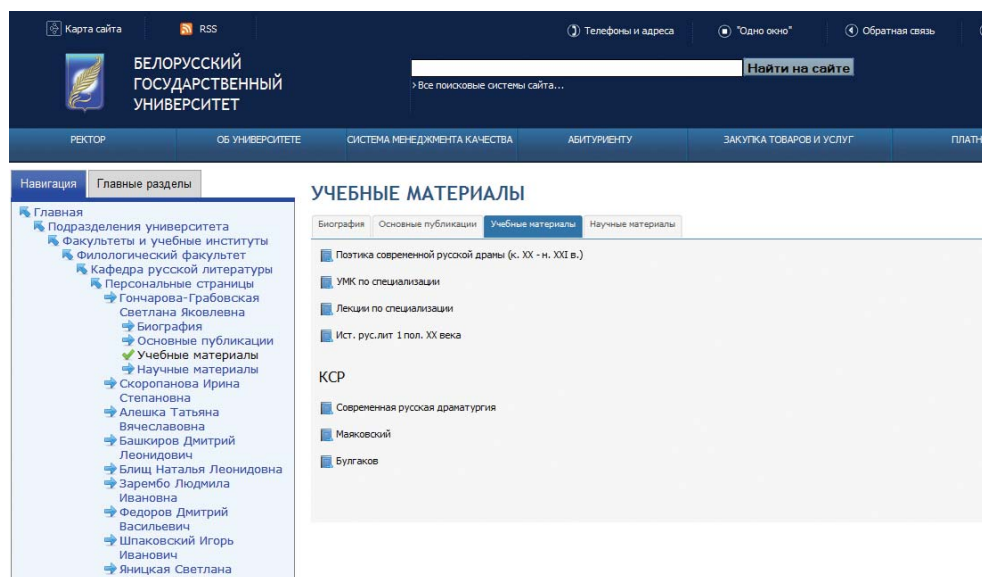 Карта сайта
RSS
Телефоны и адреса
"Одно окно"
Обратная связь
БЕЛОРУССКИЙ
ГОСУДАРСТВЕННЫЙ
УНИВЕРСИТЕТ
Найти на сайте
>Все поисковые системы сайта...
РЕКТОР
ОБ УНИВЕРСИТЕТЕ
СИСТЕМА МЕНЕДЖМЕНТА КАЧЕСТВА
АБИТУРИЕНТУ
ЗАКУПКА ТОВАРОВ И УСЛУГ
ПЛАТН
Навигация
Главные разделы
Главная
Подразделения университета
Факультеты и учебные институты
Филологический факультет
Кафедра русской литературы
Персональные страницы
Гончарова-Грабовская
Светлана Яковлевна
Биография
Основные публикации
Учебные материалы
Научные материалы
Скоропанова Ирина
Степановна
Алешка Татьяна
Вячеславовна
Башкиров Дмитрий
Леонидович
Блищ Наталья Леонидовна
Зарембо Людмила
Ивановна
Федоров Дмитрий
Васильевич
Шпаковский Игорь
Иванович
Яницкая Светлана
УЧЕБНЫЕ МАТЕРИАЛЫ
Биография
Основные публикации
Учебные материалы
Научные материалы
Поэтика современной русской драмы (к. XX - н. XXI в.)
УМК по специализации
Лекции по специализации
Ист. рус.лит 1 пол. XX века
КСР
Современная русская драматургия
Маяковский
Булгаков